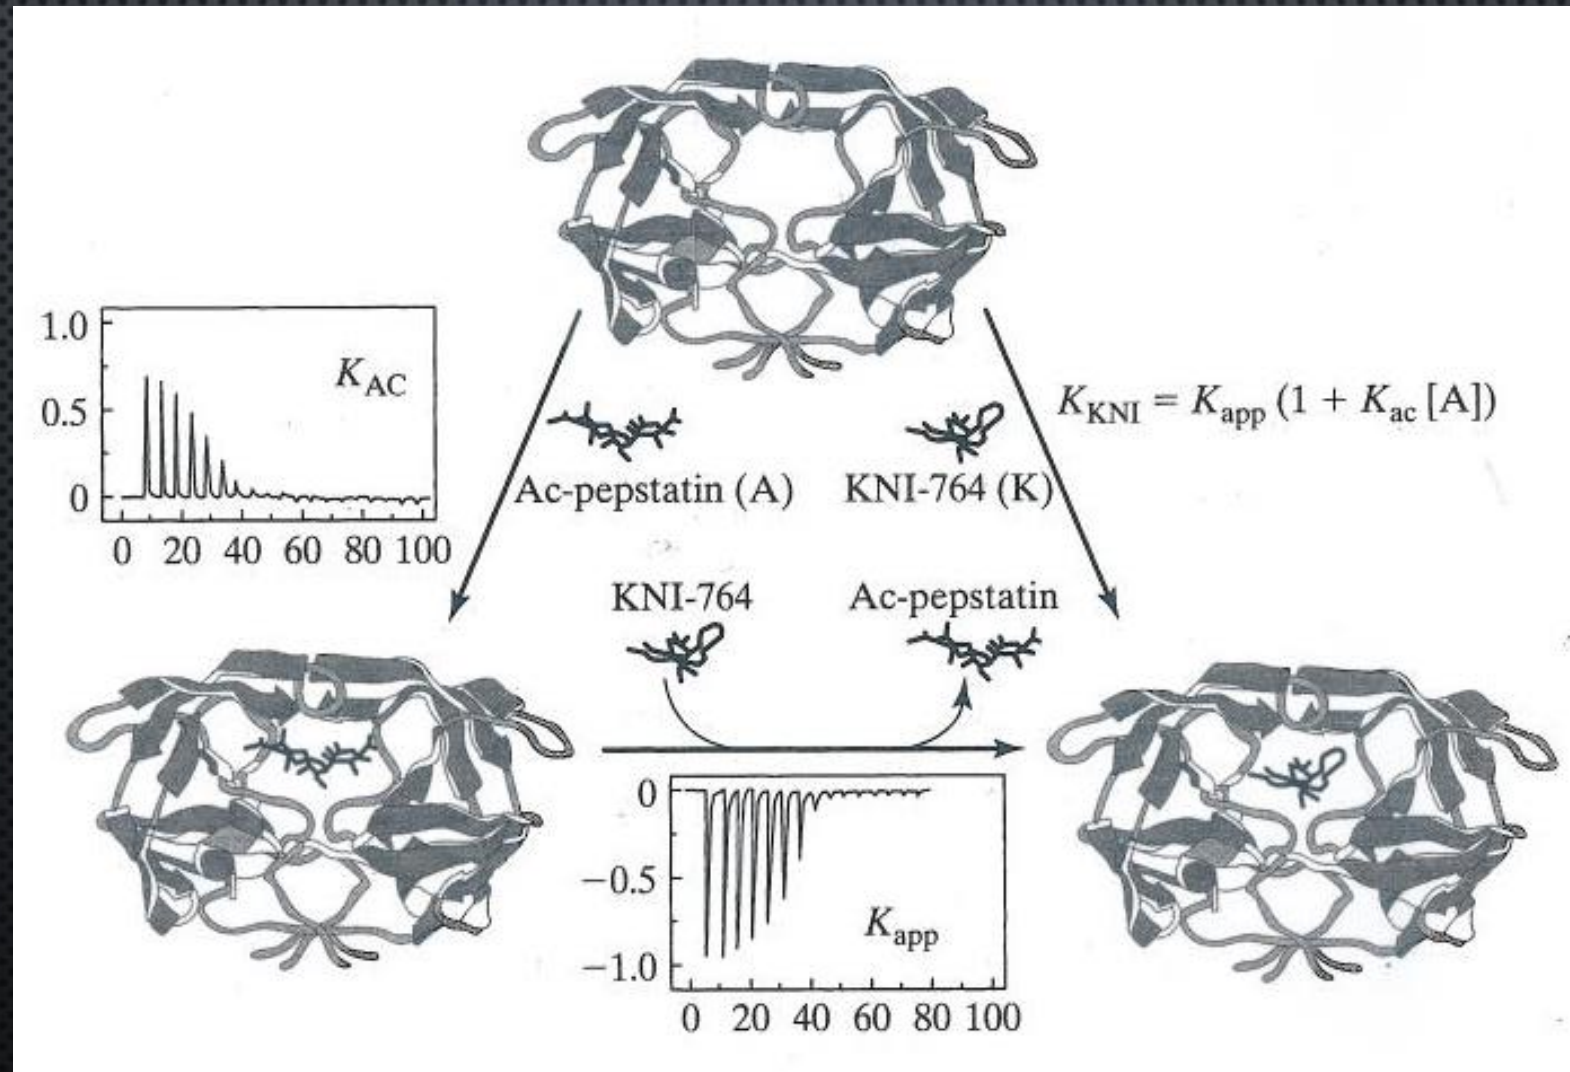 1.0
0.5
0
K_AC
0 20 40 60 80 100
K_KNI = K_app (1 + K_ac [A])
Ac-pepstatin (A)
KNI-764 (K)
KNI-764
Ac-pepstatin
0
−0.5
−1.0
K_app
0 20 40 60 80 100